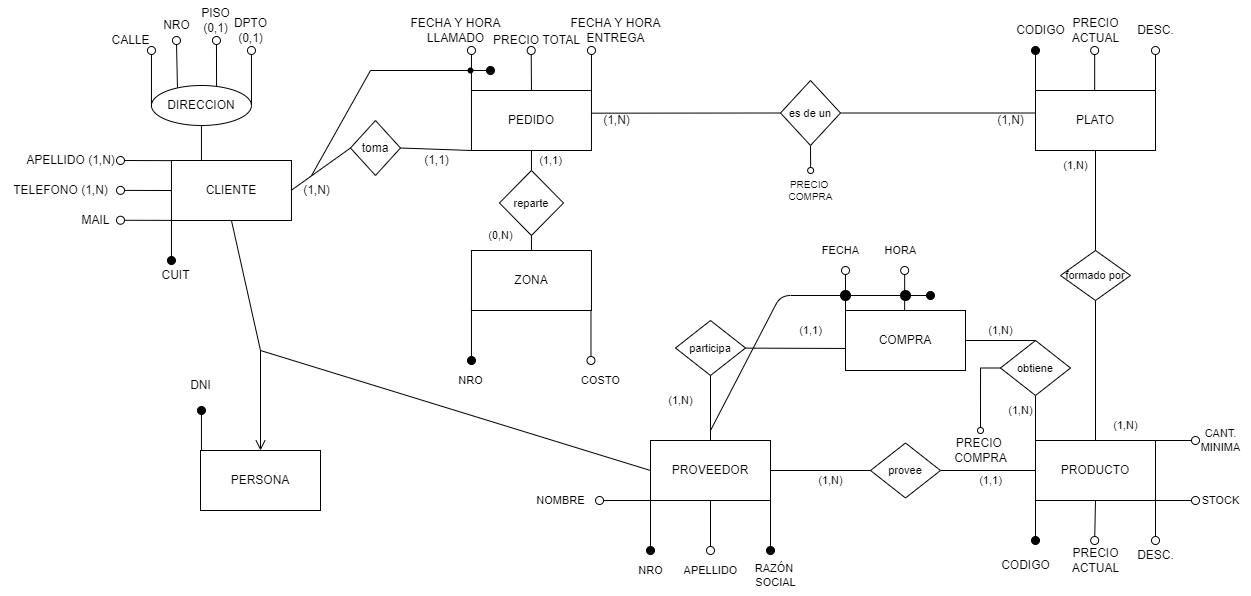 CALLE
NRO
PISO
(0,1)
DPTO
(0,1)
DIRECCION
APELLIDO (1,N)
TELEFONO (1,N)
MAIL
CUIT
CLIENTE
(1,N)
toma
(1,1)
FECHA Y HORA
LLAMADO
PRECIO TOTAL
FECHA Y HORA
ENTREGA
PEDIDO
(1,N)
es de un
PRECIO
COMPRA
(1,N)
CODIGO
PRECIO
ACTUAL
DESC.
PLATO
(1,1)
reparte
(0,N)
ZONA
NRO
COSTO
(1,N)
formado por
(1,N)
FECHA
HORA
COMPRA
(1,1)
participa
(1,N)
(1,N)
obtiene
(1,N)
PRECIO
COMPRA
DNI
PERSONA
PROVEEDOR
NOMBRE
NRO
APELLIDO
RAZÓN
SOCIAL
(1,N)
provee
(1,1)
PRODUCTO
CANT.
MINIMA
STOCK
CODIGO
PRECIO
ACTUAL
DESC.